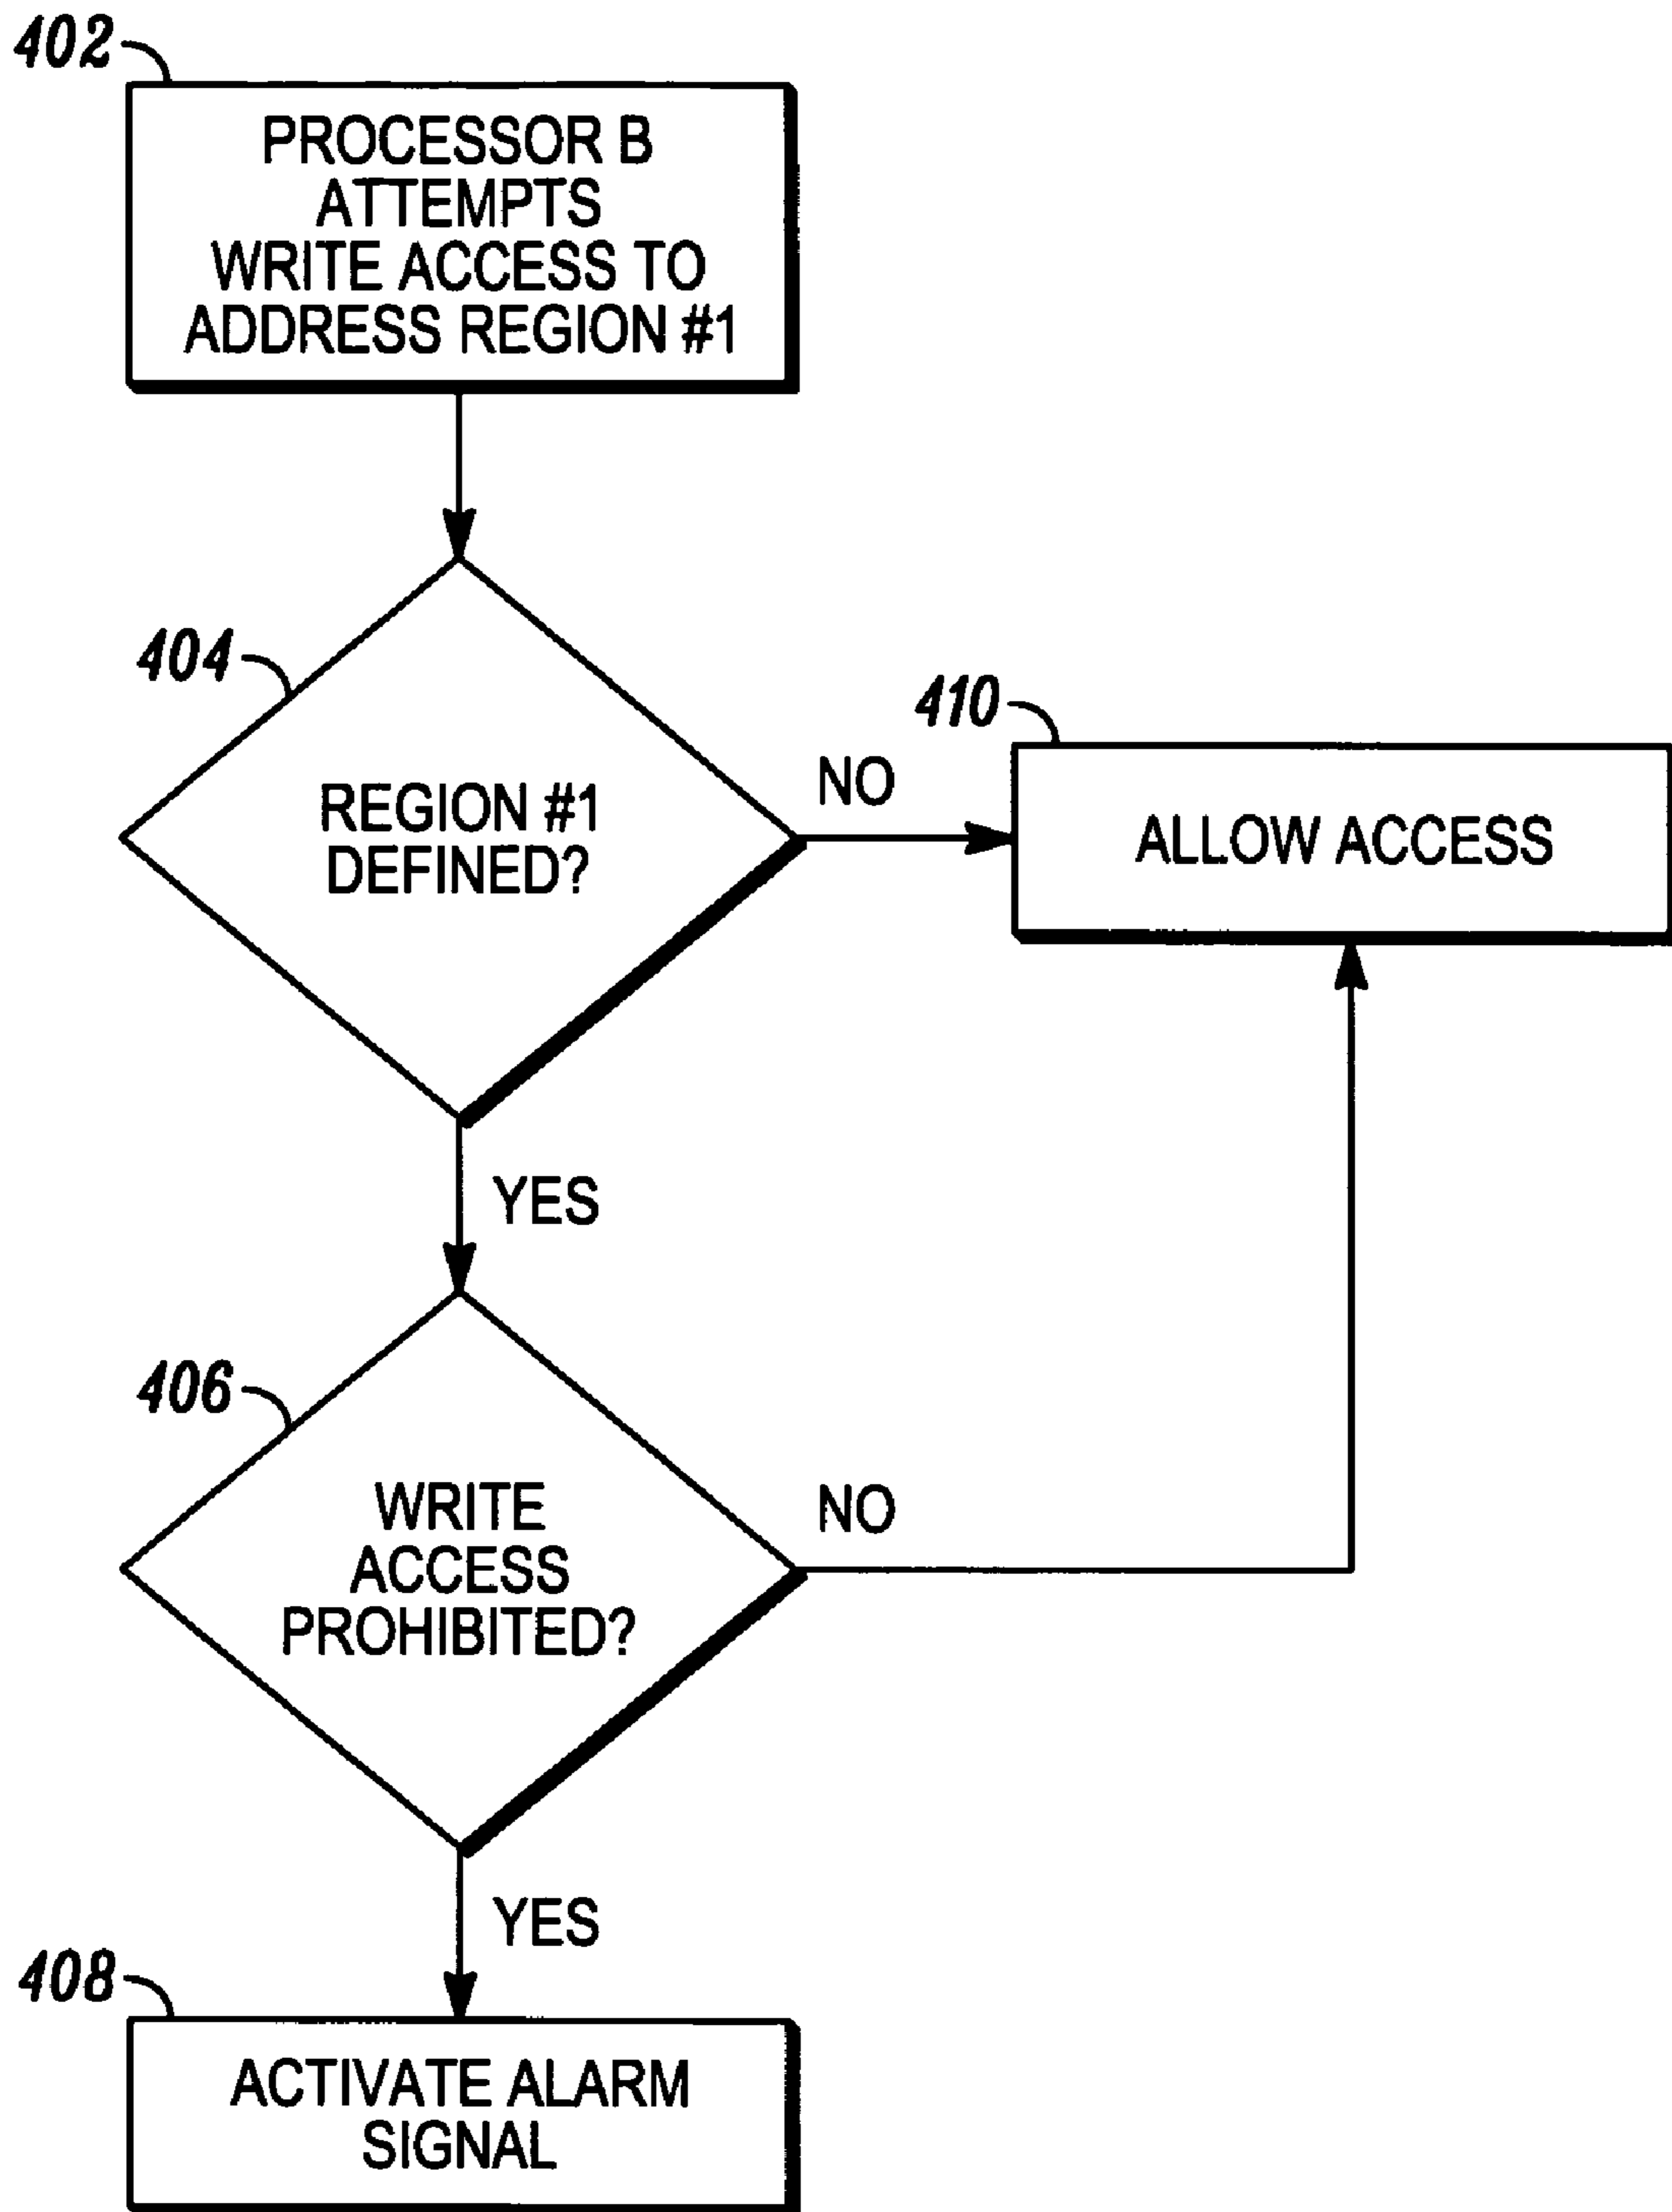 402
PROCESSOR B
ATTEMPTS
WRITE ACCESS TO
ADDRESS REGION #1
404
REGION #1
DEFINED?
NO
410
ALLOW ACCESS
YES
406
WRITE
ACCESS
PROHIBITED?
NO
YES
408
ACTIVATE ALARM
SIGNAL